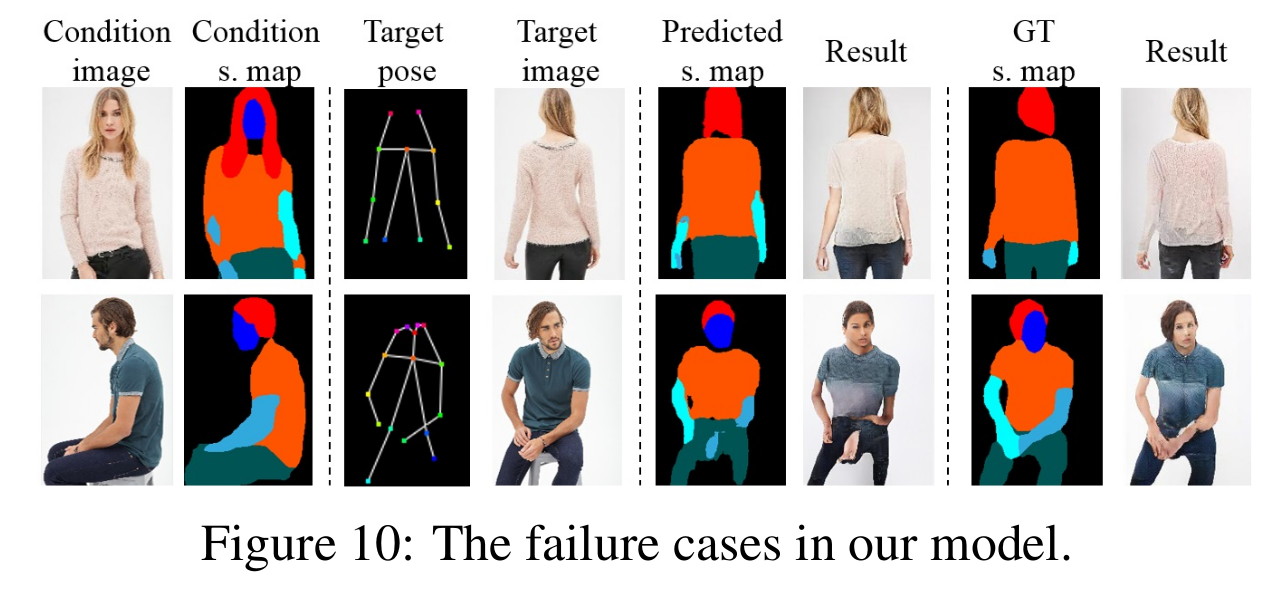 Condition image
Condition s. map
Target pose
Target image
Predicted s. map
Result
GT s. map
Result
Figure 10: The failure cases in our model.